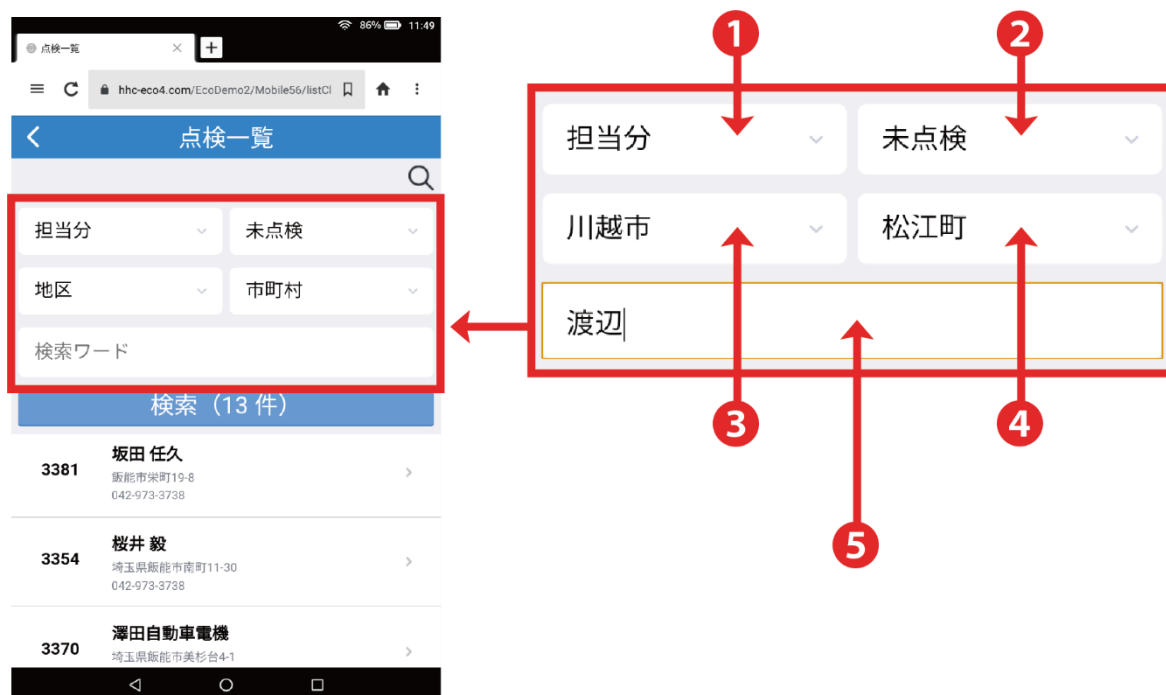 86% 11:49
点検一覧
hhc-eco4.com/EcoDemo2/Mobile56/listCl
点検一覧
担当分 未点検
地区 市町村
検索ワード
検索（13 件）
3381 坂田 任久
飯能市栄町19-8
042-973-3738
3354 桜井 毅
埼玉県飯能市南町11-30
042-973-3738
3370 澤田自動車電機
埼玉県飯能市美杉台4-1
1 2
担当分 未点検
川越市 松江町
渡辺
3 4
5